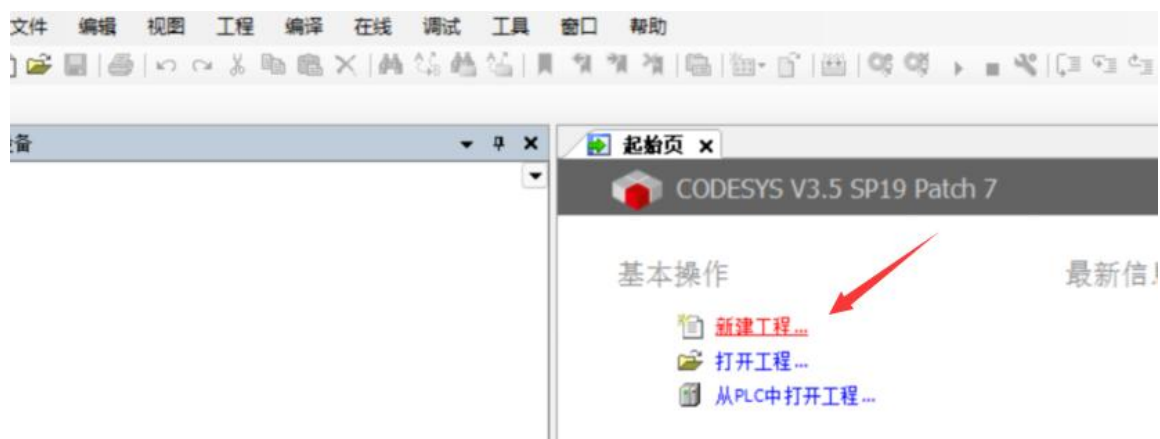 文件 编辑 视图 工程 编译 在线 调试 工具 窗口 帮助
备
起始页
CODESYS V3.5 SP19 Patch 7
基本操作
最新信
新建工程...
打开工程...
从PLC中打开工程...